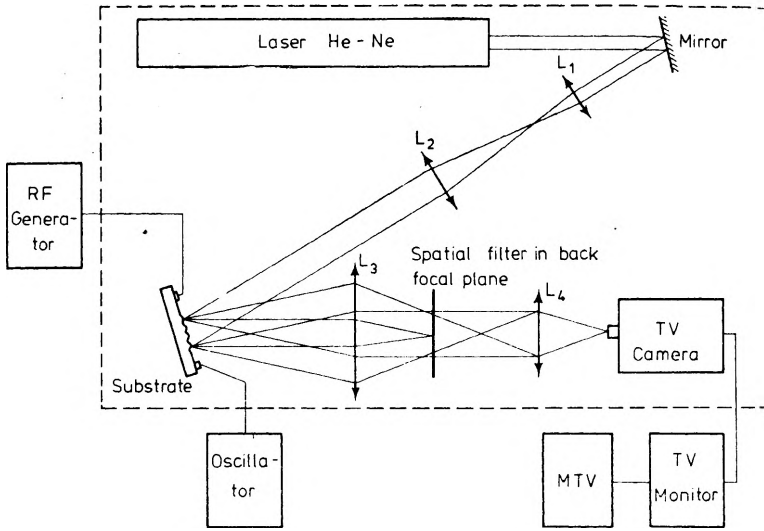 Laser He-Ne
Mirror
L1
L2
RF
Genera-
tor
Spatial filter in back
focal plane
L3
L4
TV
Camera
Substrate
Oscilla-
tor
MTV
TV
Monitor